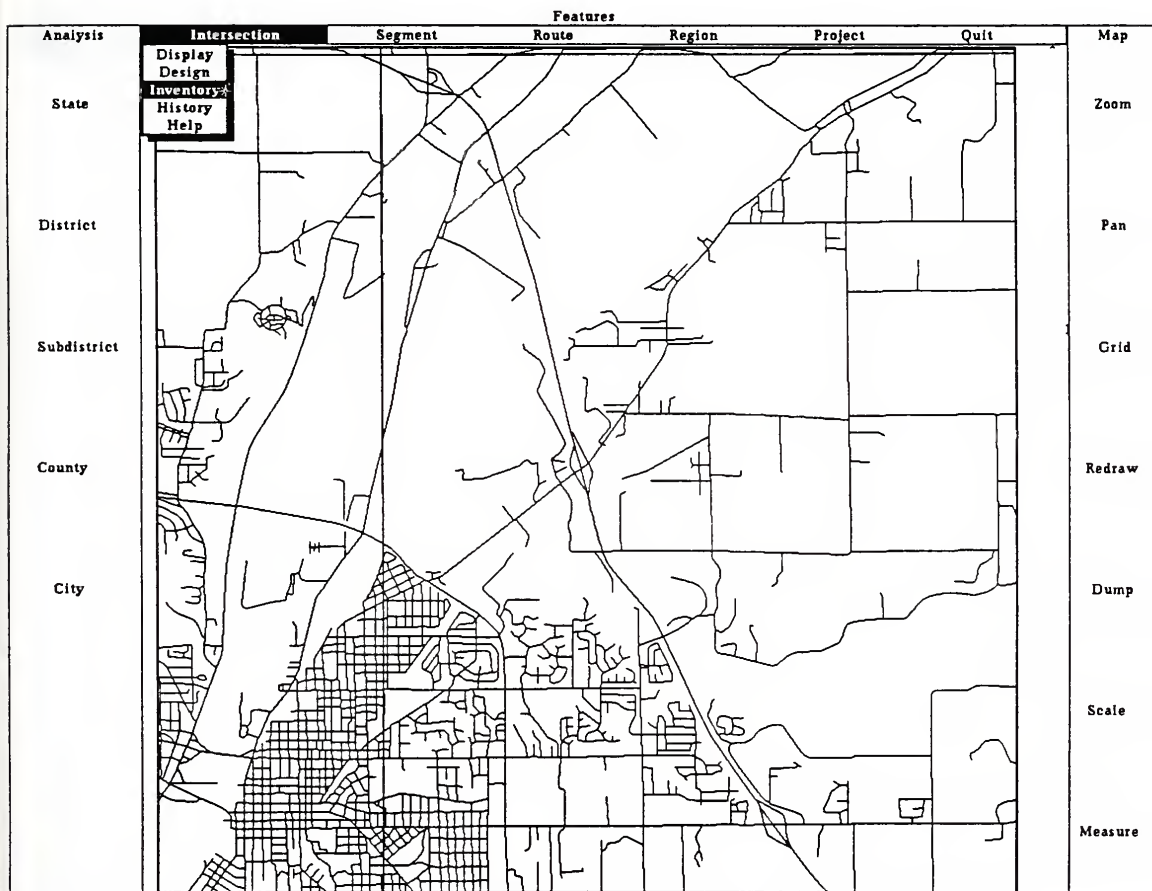 Features
Analysis Intersection Segment Route Region Project Quit Map
Display
Design
Inventory*
History
Help
State Zoom
District Pan
Subdistrict Grid
County Redraw
City Dump
Scale
Measure